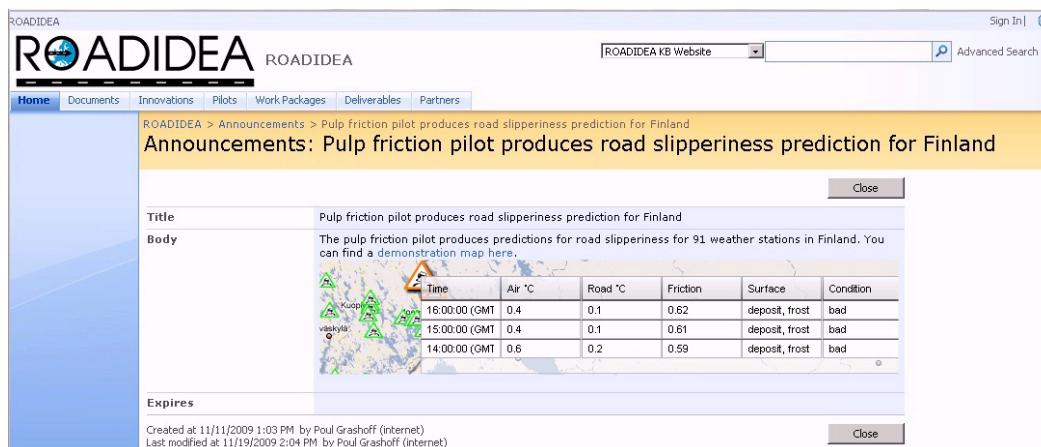 ROADIDEA
Sign In|
ROADIDEA ROADIDEA
ROADIDEA KB Website
Advanced Search
Home Documents Innovations Pilots Work Packages Deliverables Partners
ROADIDEA > Announcements > Pulp friction pilot produces road slipperiness prediction for Finland
Announcements: Pulp friction pilot produces road slipperiness prediction for Finland
Close
Title Pulp friction pilot produces road slipperiness prediction for Finland
Body The pulp friction pilot produces predictions for road slipperiness for 91 weather stations in Finland. You
can find a demonstration map here.
Time Air °C Road °C Friction Surface Condition
16:00:00 (GMT 0.4 0.1 0.62 deposit, frost bad
15:00:00 (GMT 0.4 0.1 0.61 deposit, frost bad
14:00:00 (GMT 0.6 0.2 0.59 deposit, frost bad
Expires
Created at 11/11/2009 1:03 PM by Poul Grashoff (internet)
Last modified at 11/19/2009 2:04 PM by Poul Grashoff (internet)
Close